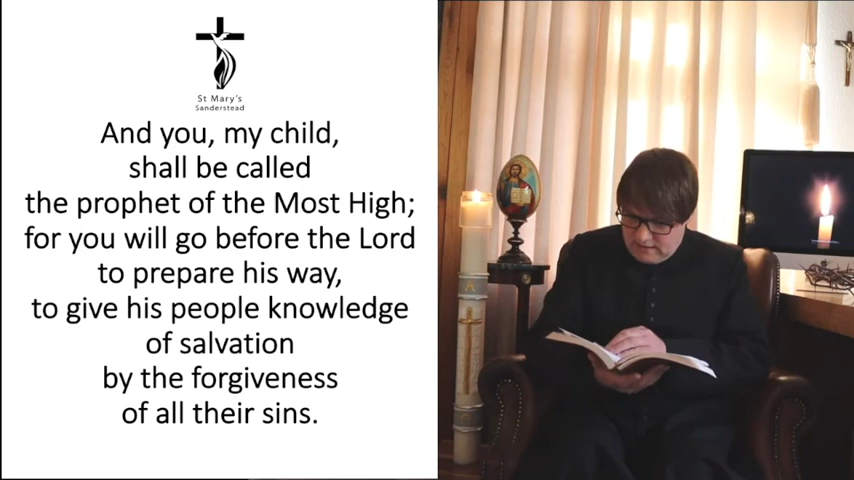 St Mary's
Sanderstead
And you, my child,
shall be called
the prophet of the Most High;
for you will go before the Lord
to prepare his way,
to give his people knowledge
of salvation
by the forgiveness
of all their sins.